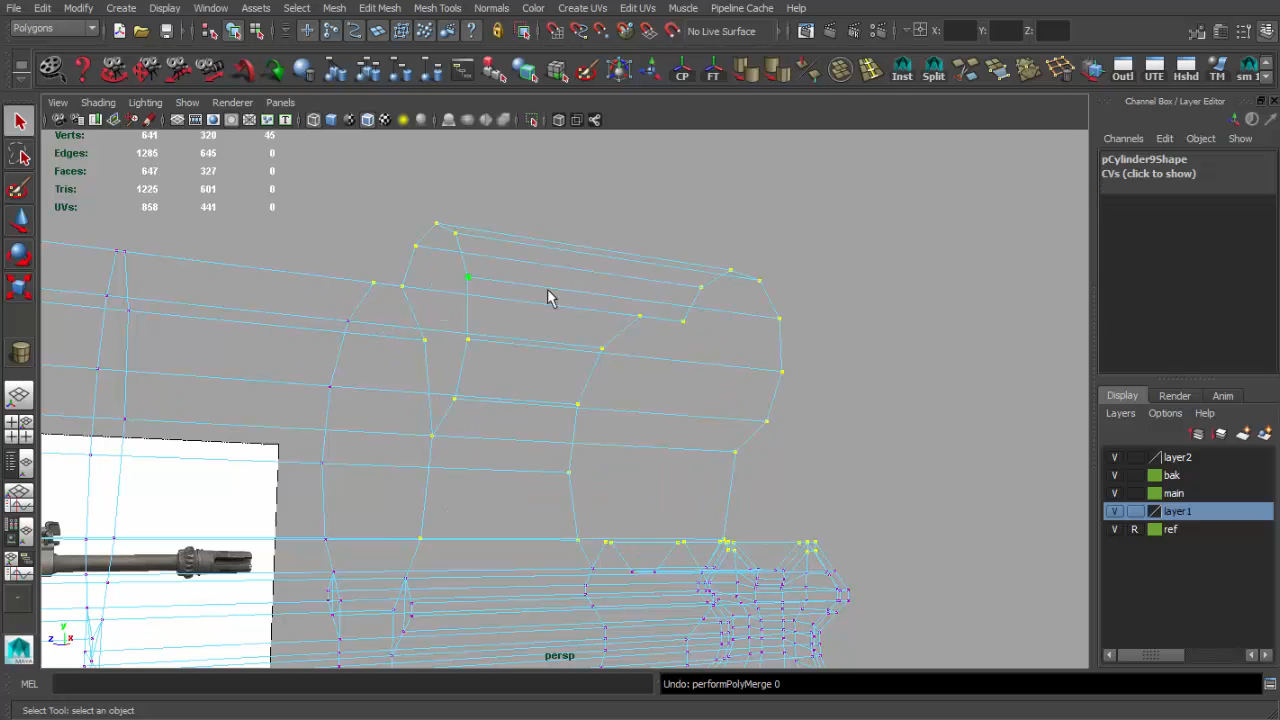 File Edit Modify Create Display Window Assets Select Mesh Edit Mesh Mesh Tools Normals Color Create UVs Edit UVs Muscle Pipeline Cache Help
Polygons No Live Surface X: Y: Z:
CP FT Inst Split Outl UTE Hshd TM sm 1
View Shading Lighting Show Renderer Panels
Channel Box / Layer Editor
Verts: 641 320 45
Channels Edit Object Show
Edges: 1285 645 0
pCylinder9Shape
Faces: 647 327 0
CVs (click to show)
Tris: 1225 601 0
UVs: 858 441 0
Display Render Anim
Layers Options Help
V layer2
V bak
V main
V layer1
V R ref
y
z x
persp
MEL Undo: performPolyMerge 0
Select Tool: select an object